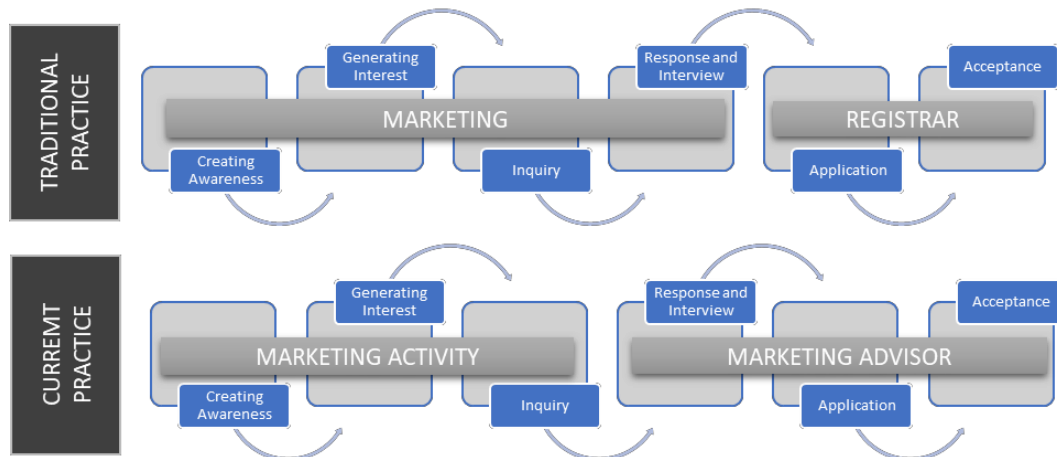 TRADITIONAL
PRACTICE
Generating
Interest
Response and
Interview
Acceptance
MARKETING
REGISTRAR
Creating
Awareness
Inquiry
Application
CURREMT
PRACTICE
Generating
Interest
Response and
Interview
Acceptance
MARKETING ACTIVITY
MARKETING ADVISOR
Creating
Awareness
Inquiry
Application